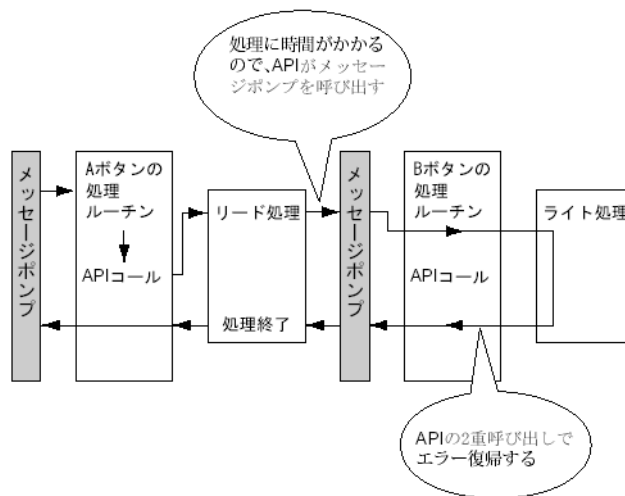 処理に時間がかかる
ので、APIがメッセー
ジポンプを呼び出す
メッセージポンプ
Aボタンの
処理
ルーチン
APIコール
リード処理
処理終了
メッセージポンプ
Bボタンの
処理
ルーチン
APIコール
ライト処理
APIの2重呼び出しで
エラー復帰する